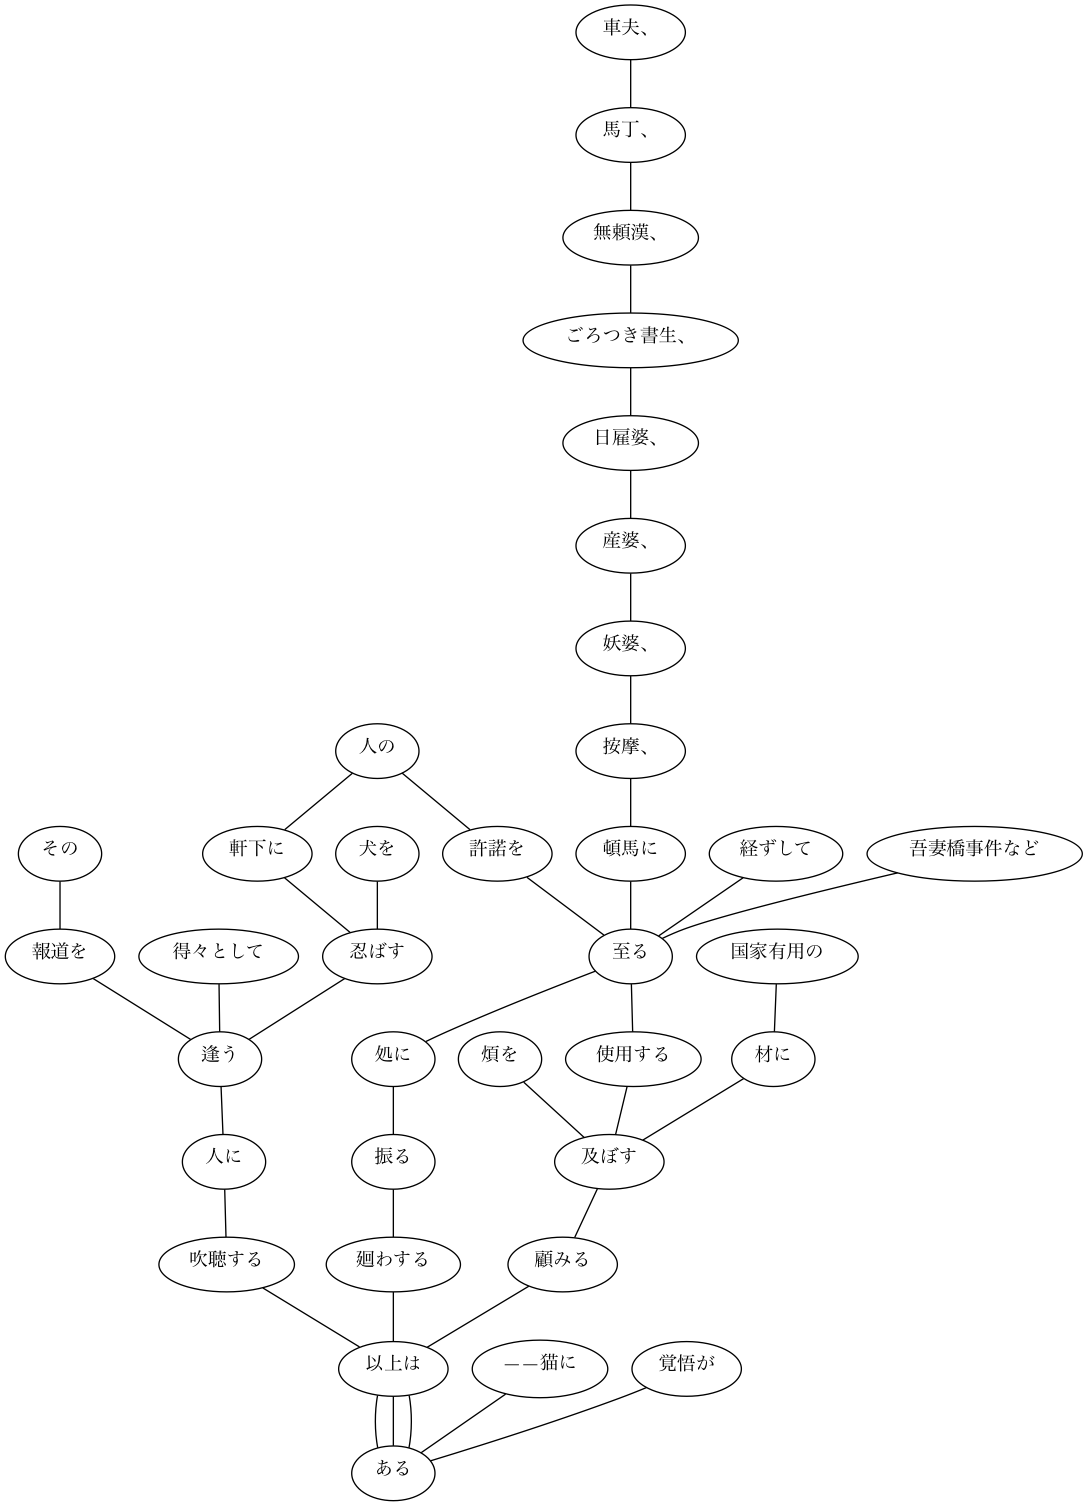 車夫、
馬丁、
無頼漢、
ごろつき書生、
日雇婆、
産婆、
妖婆、
人の
按摩、
その
軒下に
犬を
許諾を
頓馬に
経ずして
吾妻橋事件など
報道を
得々として
忍ばす
至る
国家有用の
逢う
処に
煩を
使用する
材に
人に
振る
及ぼす
吹聴する
廻わする
顧みる
以上は
――猫に
覚悟が
ある